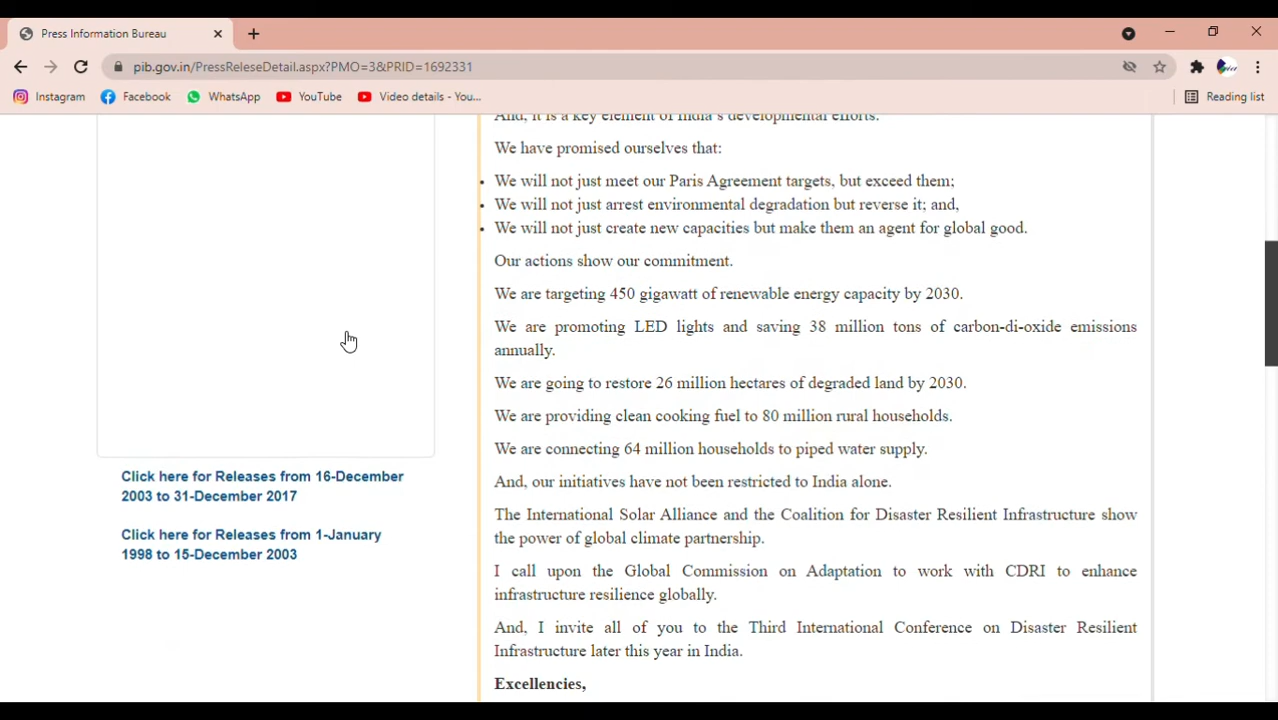 Press Information Bureau
pib.gov.in/PressReleseDetail.aspx?PMO=3&PRID=1692331
Instagram
Facebook
WhatsApp
YouTube
Video details - You...
Reading list
And, it is a key element of India's developmental efforts.
We have promised ourselves that:
We will not just meet our Paris Agreement targets, but exceed them;
We will not just arrest environmental degradation but reverse it; and,
We will not just create new capacities but make them an agent for global good.
Our actions show our commitment.
We are targeting 450 gigawatt of renewable energy capacity by 2030.
We are promoting LED lights and saving 38 million tons of carbon-di-oxide emissions
annually.
We are going to restore 26 million hectares of degraded land by 2030.
We are providing clean cooking fuel to 80 million rural households.
We are connecting 64 million households to piped water supply.
And, our initiatives have not been restricted to India alone.
The International Solar Alliance and the Coalition for Disaster Resilient Infrastructure show
the power of global climate partnership.
I call upon the Global Commission on Adaptation to work with CDRI to enhance
infrastructure resilience globally.
And, I invite all of you to the Third International Conference on Disaster Resilient
Infrastructure later this year in India.
Excellencies,
Click here for Releases from 16-December
2003 to 31-December 2017
Click here for Releases from 1-January
1998 to 15-December 2003